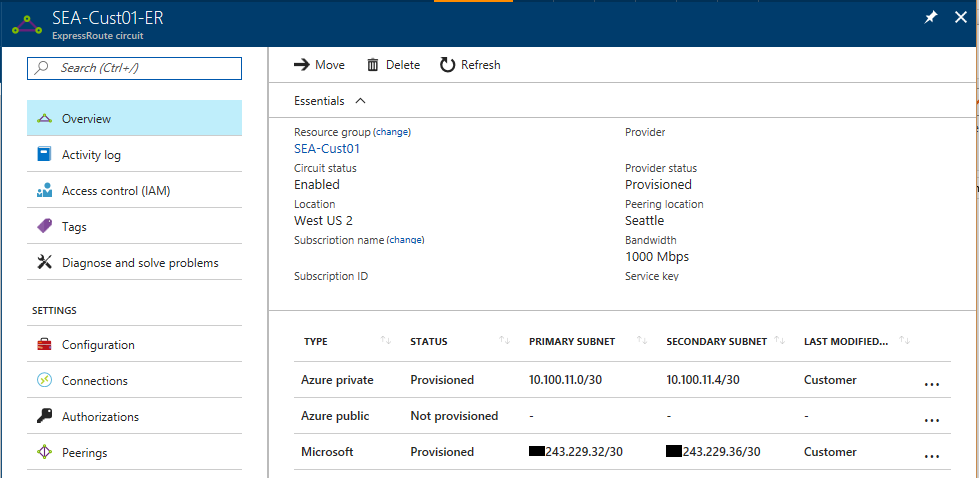 SEA-Cust01-ER
ExpressRoute circuit
Search (Ctrl+/)
Overview
Activity log
Access control (IAM)
Tags
Diagnose and solve problems
SETTINGS
Configuration
Connections
Authorizations
Peerings
Move Delete Refresh
Essentials
Resource group (change)
SEA-Cust01
Circuit status
Enabled
Location
West US 2
Subscription name (change)
Subscription ID
Provider
Provider status
Provisioned
Peering location
Seattle
Bandwidth
1000 Mbps
Service key
TYPE STATUS PRIMARY SUBNET SECONDARY SUBNET LAST MODIFIED...
Azure private Provisioned 10.100.11.0/30 10.100.11.4/30 Customer ...
Azure public Not provisioned - - - ...
Microsoft Provisioned 243.229.32/30 243.229.36/30 Customer ...